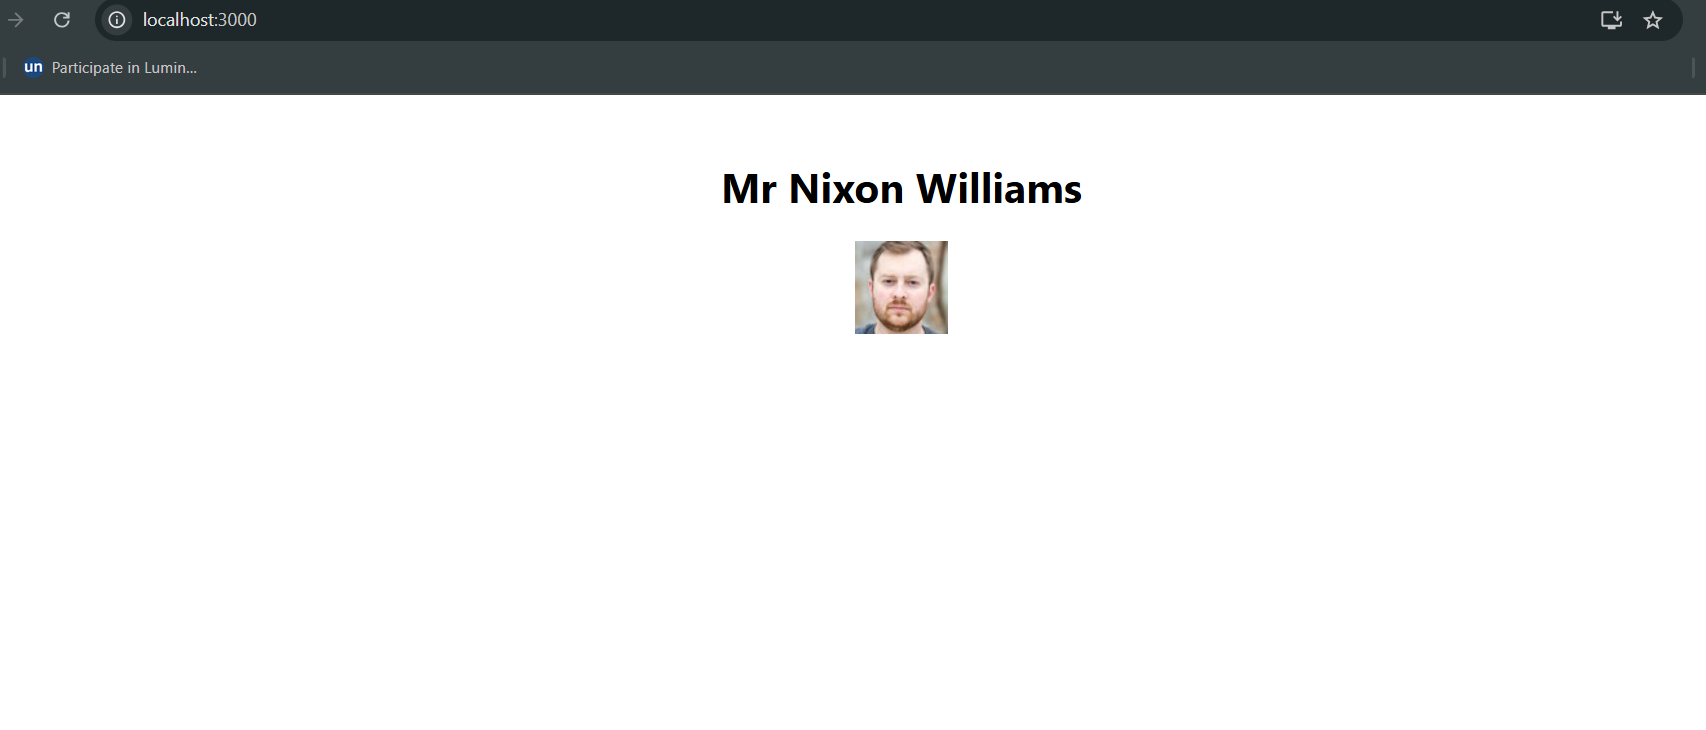 localhost:3000
un Participate in Lumin...
Mr Nixon Williams